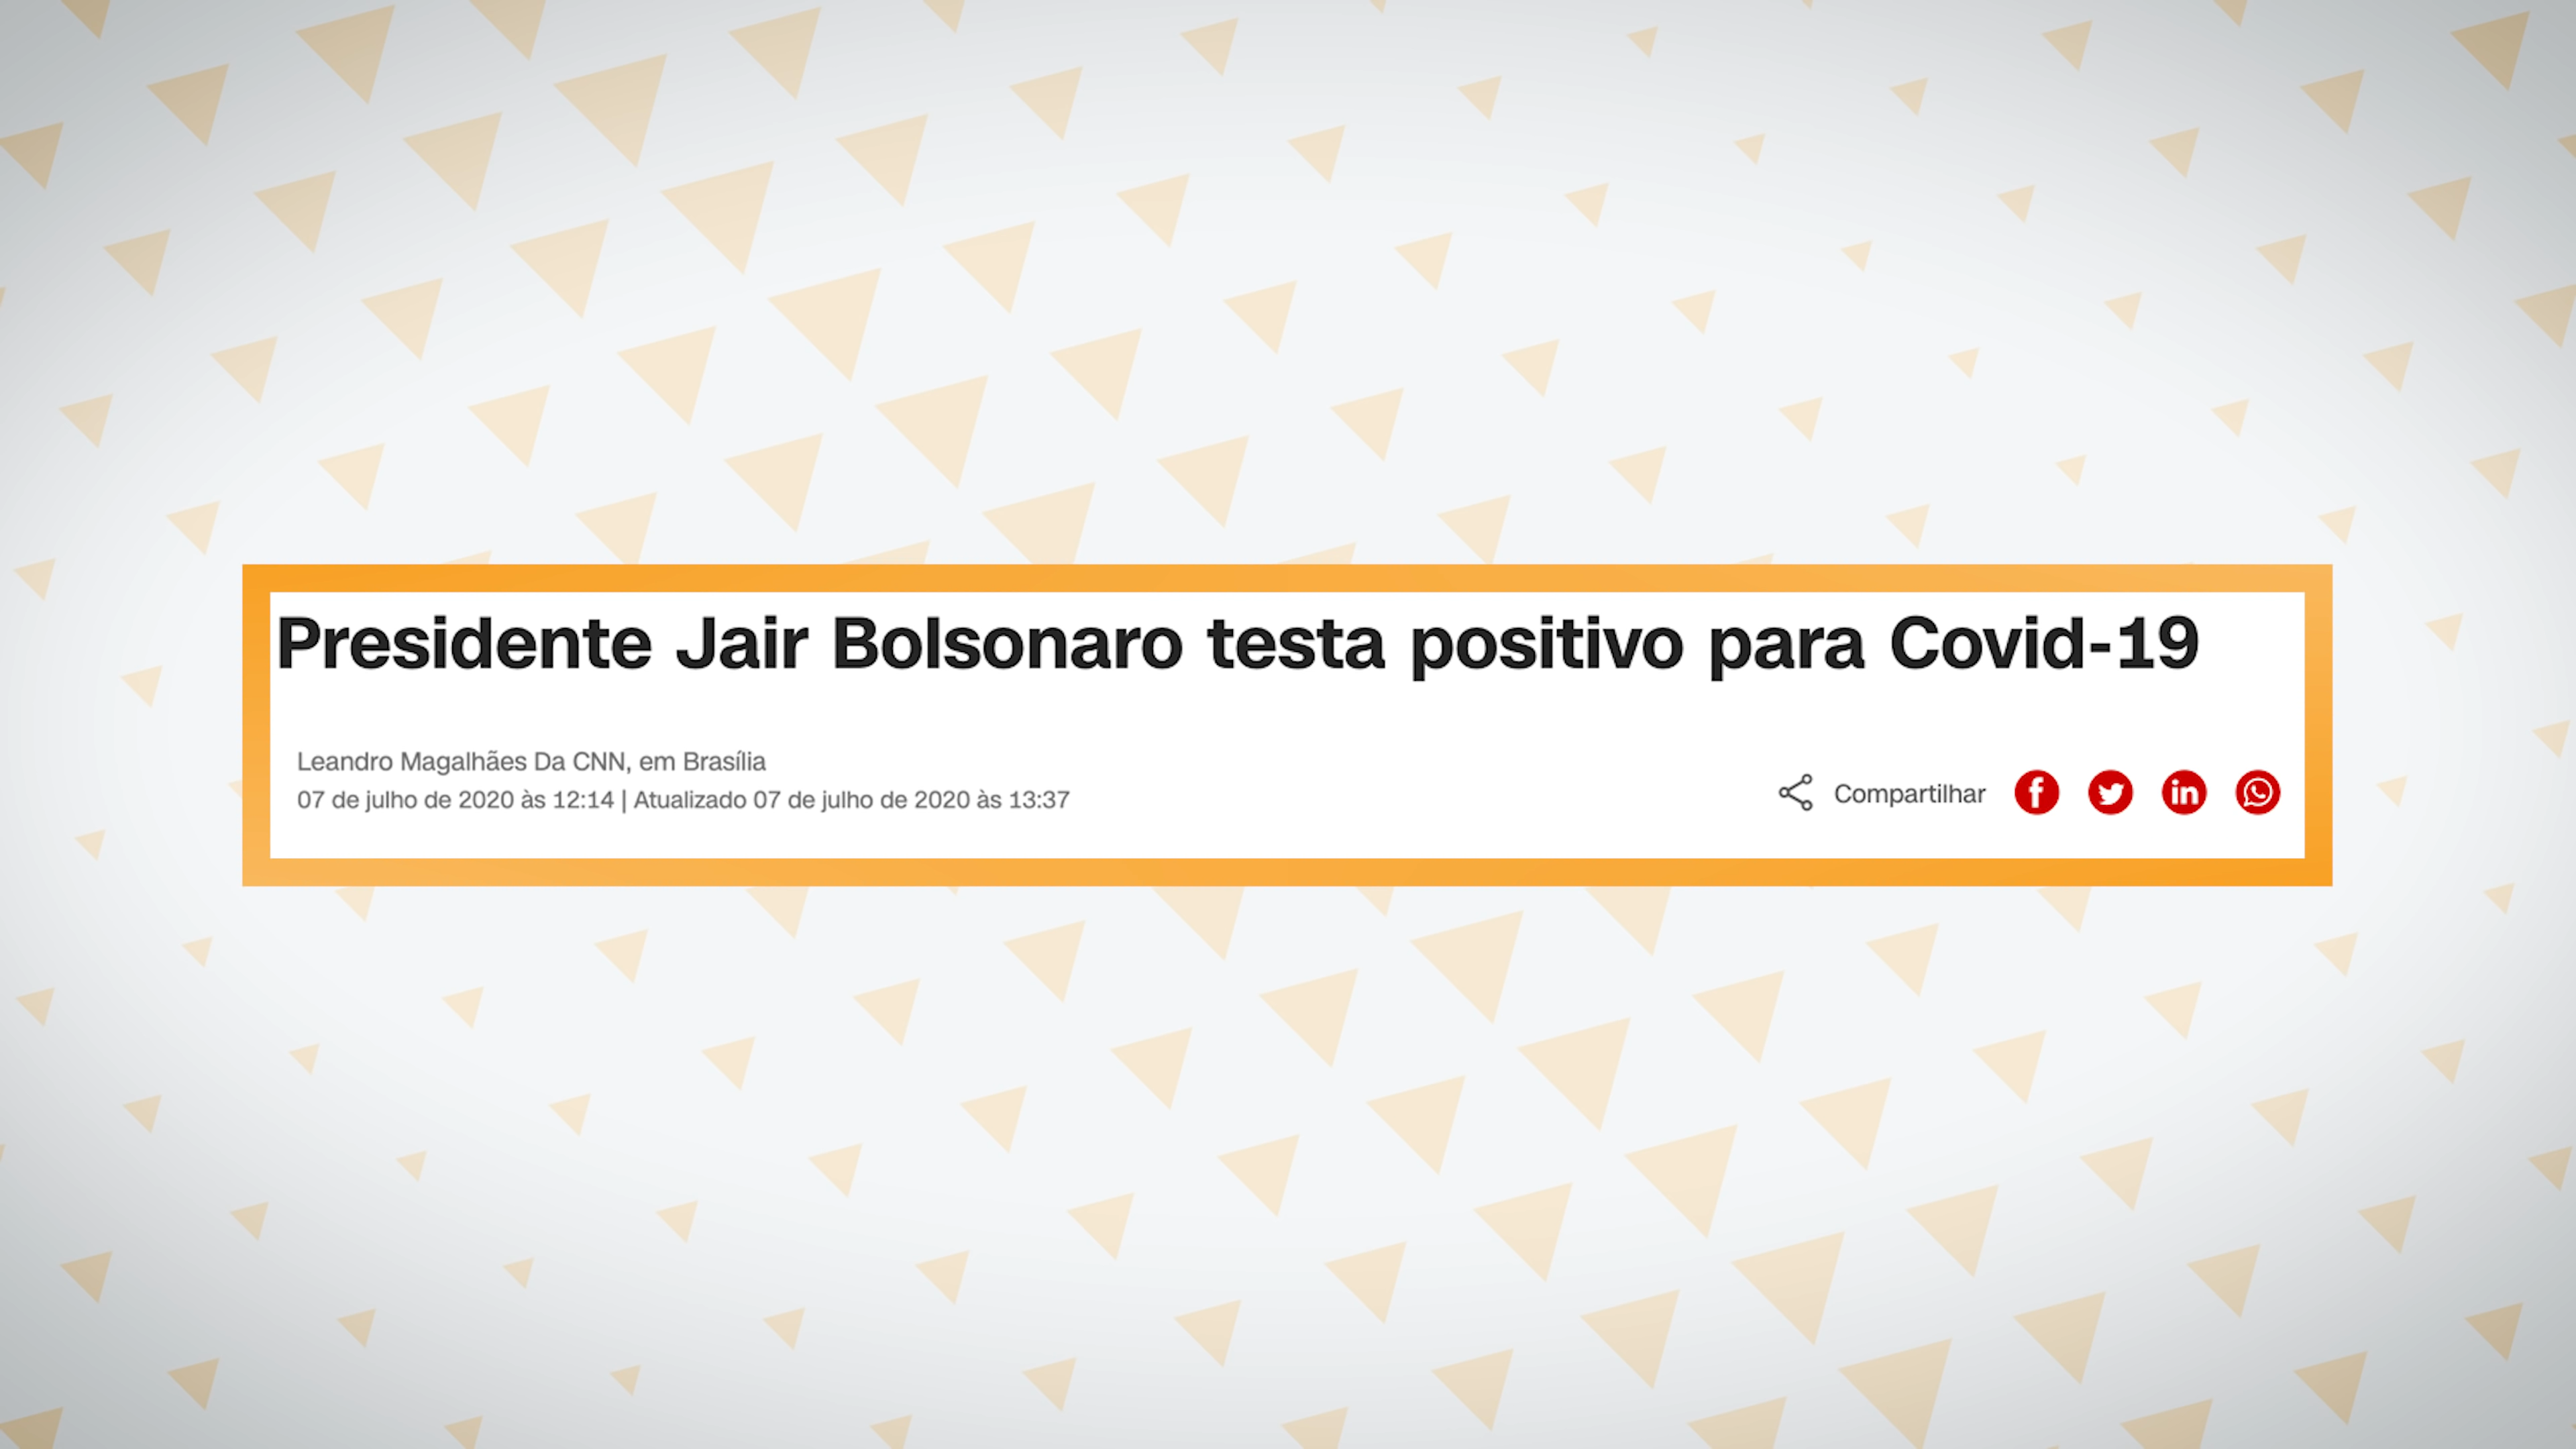 Presidente Jair Bolsonaro testa positivo para Covid-19
Leandro Magalhães Da CNN, em Brasília
07 de julho de 2020 às 12:14 | Atualizado 07 de julho de 2020 às 13:37
Compartilhar